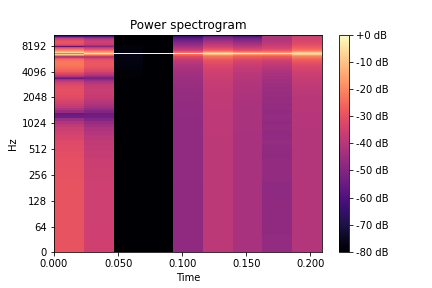 Power spectrogram
8192
4096
2048
1024
512
256
128
64
0
Hz
0.000 0.050 0.100 0.150 0.200
Time
+0 dB
-10 dB
-20 dB
-30 dB
-40 dB
-50 dB
-60 dB
-70 dB
-80 dB